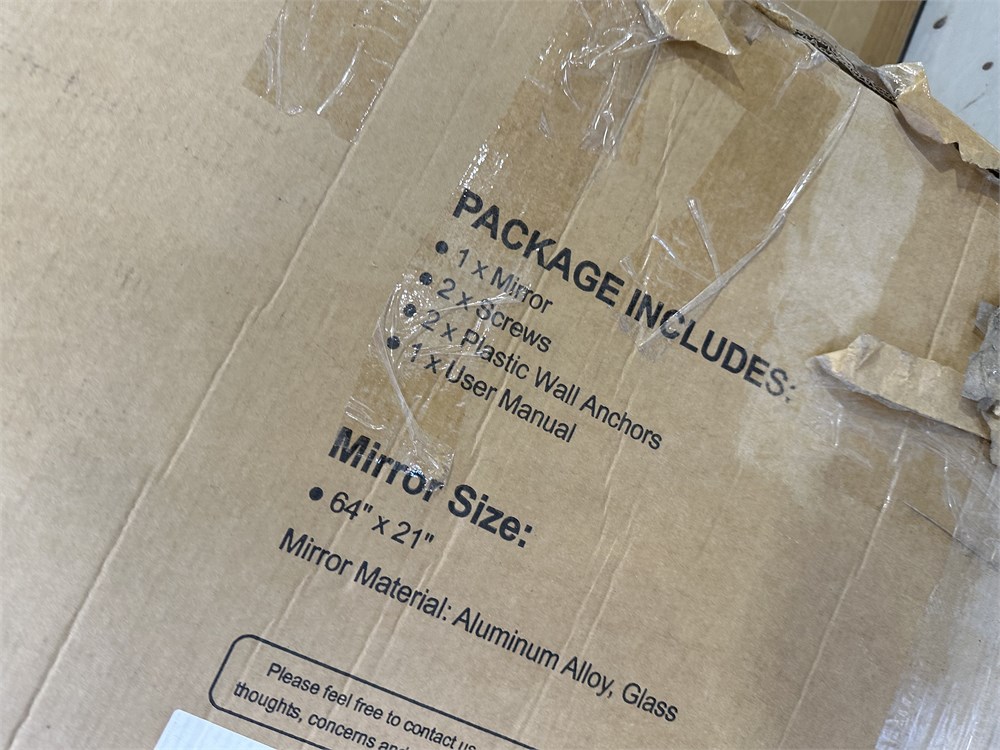 PACKAGE INCLUDES:
• 1 x Mirror
• 2 x Screws
• 2 x Plastic Wall Anchors
• 1 x User Manual
Mirror Size:
• 64" x 21"
Mirror Material: Aluminum Alloy, Glass
Please feel free to contact us
thoughts, concerns and